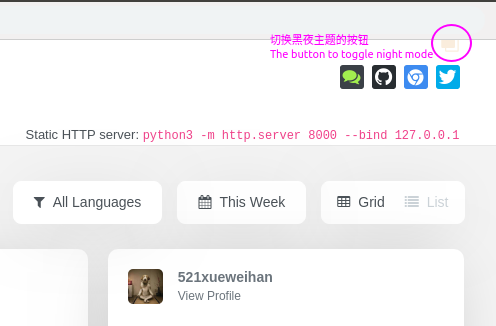 切换黑夜主题的按钮
The button to toggle night mode
Static HTTP server: python3 -m http.server 8000 --bind 127.0.0.1
All Languages
This Week
Grid
List
521xueweihan
View Profile